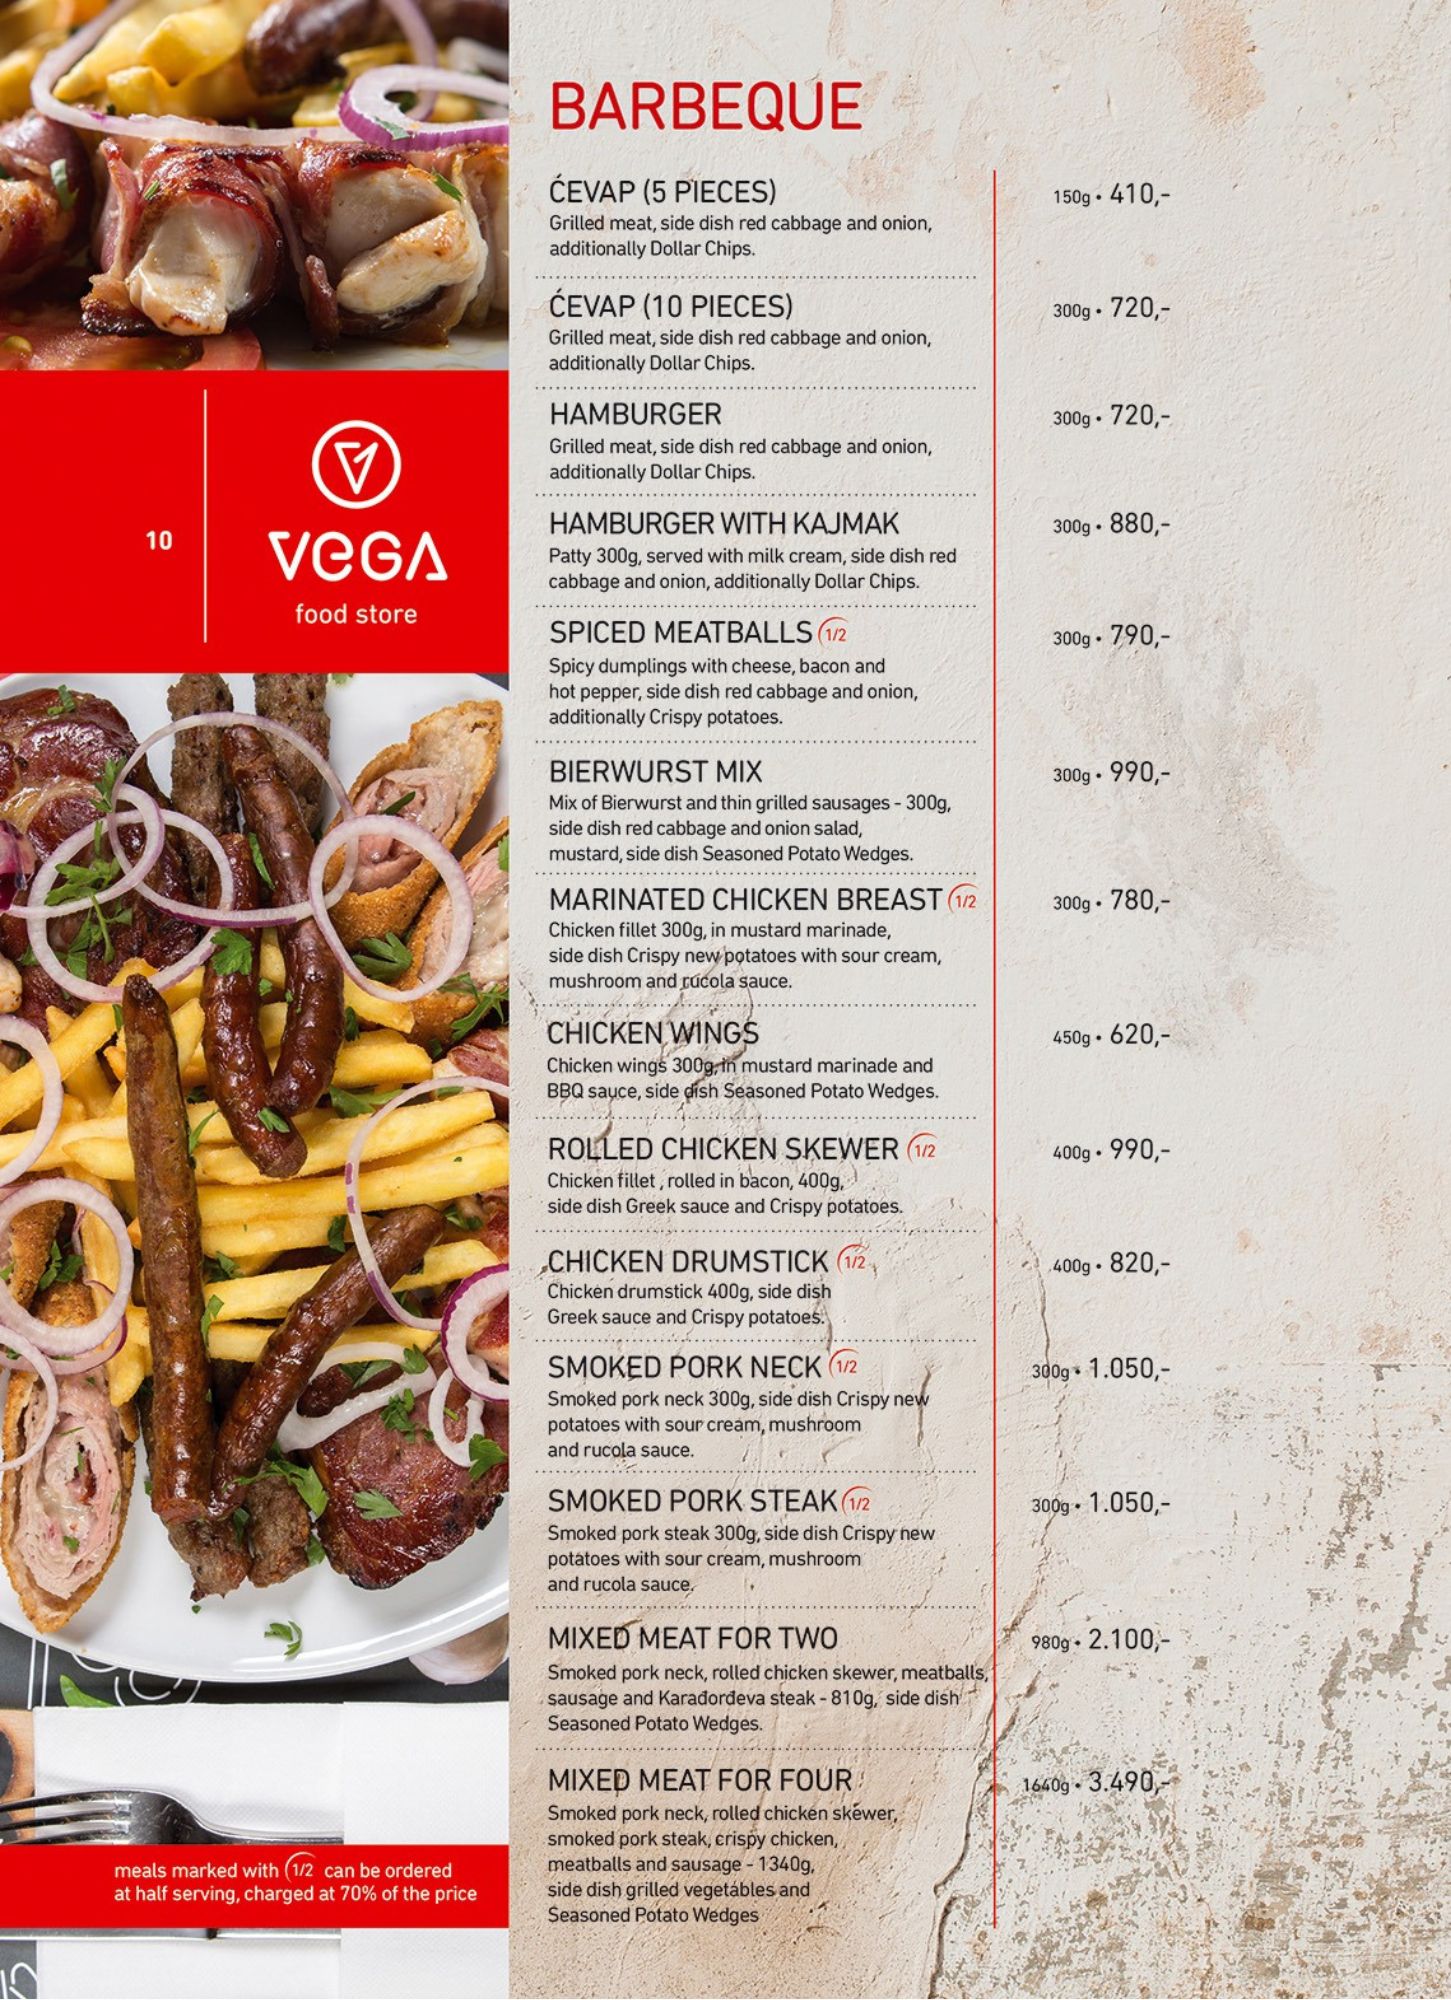 BARBEQUE
ĆEVAP (5 PIECES)
150g • 410,-
Grilled meat, side dish red cabbage and onion,
additionally Dollar Chips.
ĆEVAP (10 PIECES)
300g • 720,-
Grilled meat, side dish red cabbage and onion,
additionally Dollar Chips.
HAMBURGER
300g • 720,-
Grilled meat, side dish red cabbage and onion,
additionally Dollar Chips.
HAMBURGER WITH KAJMAK
300g • 880,-
Patty 300g, served with milk cream, side dish red
cabbage and onion, additionally Dollar Chips.
SPICED MEATBALLS 1/2
300g • 790,-
Spicy dumplings with cheese, bacon and
hot pepper, side dish red cabbage and onion,
additionally Crispy potatoes.
BIERWURST MIX
300g • 990,-
Mix of Bierwurst and thin grilled sausages - 300g,
side dish red cabbage and onion salad,
mustard, side dish Seasoned Potato Wedges.
MARINATED CHICKEN BREAST 1/2
300g • 780,-
Chicken fillet 300g, in mustard marinade,
side dish Crispy new potatoes with sour cream,
mushroom and rucola sauce.
CHICKEN WINGS
450g • 620,-
Chicken wings 300g, in mustard marinade and
BBQ sauce, side dish Seasoned Potato Wedges.
ROLLED CHICKEN SKEWER 1/2
400g • 990,-
Chicken fillet , rolled in bacon, 400g,
side dish Greek sauce and Crispy potatoes.
CHICKEN DRUMSTICK 1/2
400g • 820,-
Chicken drumstick 400g, side dish
Greek sauce and Crispy potatoes.
SMOKED PORK NECK 1/2
300g • 1.050,-
Smoked pork neck 300g, side dish Crispy new
potatoes with sour cream, mushroom
and rucola sauce.
SMOKED PORK STEAK 1/2
300g • 1.050,-
Smoked pork steak 300g, side dish Crispy new
potatoes with sour cream, mushroom
and rucola sauce.
MIXED MEAT FOR TWO
980g • 2.100,-
Smoked pork neck, rolled chicken skewer, meatballs,
sausage and Karađorđeva steak - 810g, side dish
Seasoned Potato Wedges.
MIXED MEAT FOR FOUR
1640g • 3.490,-
Smoked pork neck, rolled chicken skewer,
smoked pork steak, crispy chicken,
meatballs and sausage - 1340g,
side dish grilled vegetables and
Seasoned Potato Wedges
10
VEGA
food store
meals marked with 1/2 can be ordered
at half serving, charged at 70% of the price